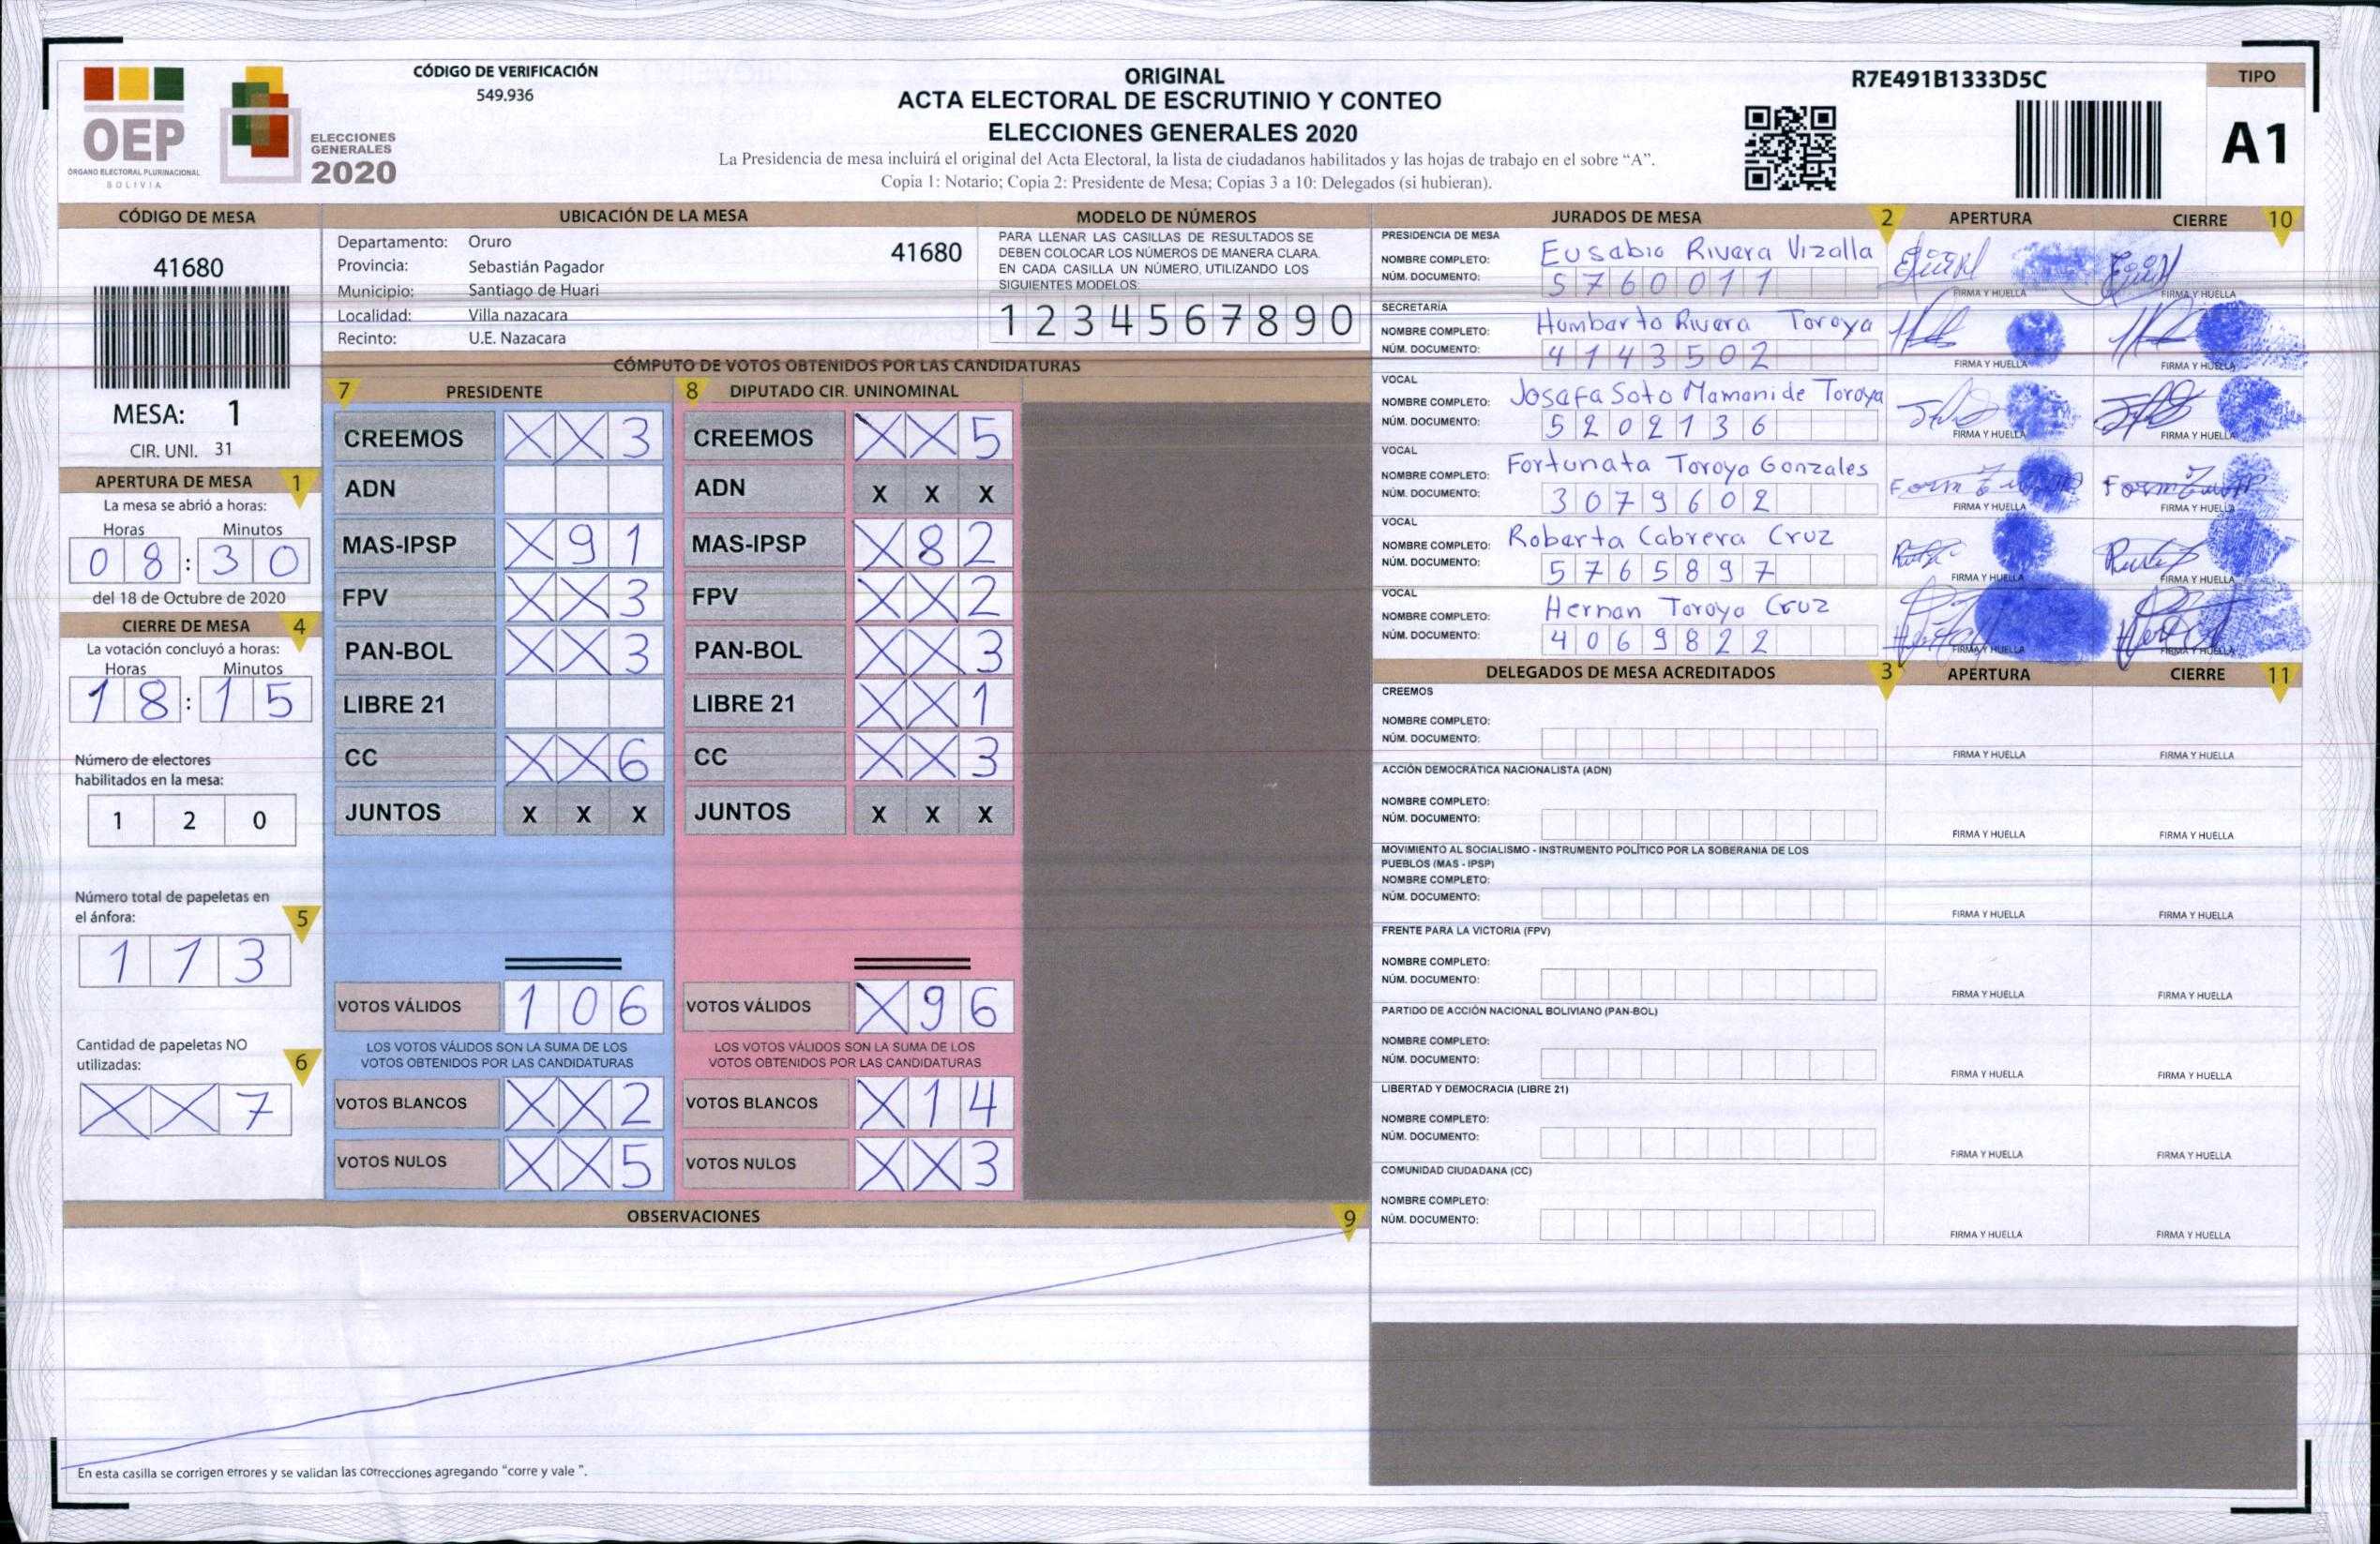 OEP
ÓRGANO ELECTORAL PLURINACIONAL
BOLIVIA
ELECCIONES
GENERALES
2020
CÓDIGO DE VERIFICACIÓN
549.936
ORIGINAL
ACTA ELECTORAL DE ESCRUTINIO Y CONTEO
ELECCIONES GENERALES 2020
La Presidencia de mesa incluirá el original del Acta Electoral, la lista de ciudadanos habilitados y las hojas de trabajo en el sobre “A”.
Copia 1: Notario; Copia 2: Presidente de Mesa; Copias 3 a 10: Delegados (si hubieran).
R7E491B1333D5C
TIPO
A1
CÓDIGO DE MESA
41680
MESA: 1
CIR. UNI. 31
APERTURA DE MESA 1
La mesa se abrió a horas:
Horas Minutos
08:30
del 18 de Octubre de 2020
CIERRE DE MESA 4
La votación concluyó a horas:
Horas Minutos
18:15
Número de electores
habilitados en la mesa:
1 2 0
Número total de papeletas en
el ánfora: 5
1 1 3
Cantidad de papeletas NO
utilizadas: 6
X X 7
UBICACIÓN DE LA MESA
Departamento: Oruro 41680
Provincia: Sebastián Pagador
Municipio: Santiago de Huari
Localidad: Villa nazacara
Recinto: U.E. Nazacara
MODELO DE NÚMEROS
PARA LLENAR LAS CASILLAS DE RESULTADOS SE
DEBEN COLOCAR LOS NÚMEROS DE MANERA CLARA.
EN CADA CASILLA UN NÚMERO, UTILIZANDO LOS
SIGUIENTES MODELOS:
1 2 3 4 5 6 7 8 9 0
CÓMPUTO DE VOTOS OBTENIDOS POR LAS CANDIDATURAS
7 PRESIDENTE 8 DIPUTADO CIR. UNINOMINAL
CREEMOS X X 3 CREEMOS X X 5
ADN ADN X X X
MAS-IPSP X 9 1 MAS-IPSP X 8 2
FPV X X 3 FPV X X 2
PAN-BOL X X 3 PAN-BOL X X 3
LIBRE 21 LIBRE 21 X X 1
CC X X 6 CC X X 3
JUNTOS X X X JUNTOS X X X
VOTOS VÁLIDOS 1 0 6 VOTOS VÁLIDOS X 9 6
LOS VOTOS VÁLIDOS SON LA SUMA DE LOS LOS VOTOS VÁLIDOS SON LA SUMA DE LOS
VOTOS OBTENIDOS POR LAS CANDIDATURAS VOTOS OBTENIDOS POR LAS CANDIDATURAS
VOTOS BLANCOS X X 2 VOTOS BLANCOS X 1 4
VOTOS NULOS X X 5 VOTOS NULOS X X 3
OBSERVACIONES 9
En esta casilla se corrigen errores y se validan las correcciones agregando “corre y vale ”.
JURADOS DE MESA 2 APERTURA CIERRE 10
PRESIDENCIA DE MESA
NOMBRE COMPLETO: Eusabio Rivera Vizalla
NÚM. DOCUMENTO: 5760011
FIRMA Y HUELLA FIRMA Y HUELLA
SECRETARÍA
NOMBRE COMPLETO: Humbarto Rivera Toroya
NÚM. DOCUMENTO: 4143502
FIRMA Y HUELLA FIRMA Y HUELLA
VOCAL
NOMBRE COMPLETO: Josafa Soto Mamani de Toroya
NÚM. DOCUMENTO: 5202136
FIRMA Y HUELLA FIRMA Y HUELLA
VOCAL
NOMBRE COMPLETO: Fortunata Toroya Gonzales
NÚM. DOCUMENTO: 3079602
FIRMA Y HUELLA FIRMA Y HUELLA
VOCAL
NOMBRE COMPLETO: Roberta Cabrera Cruz
NÚM. DOCUMENTO: 5765897
FIRMA Y HUELLA FIRMA Y HUELLA
VOCAL
NOMBRE COMPLETO: Hernan Toroya Cruz
NÚM. DOCUMENTO: 4069822
FIRMA Y HUELLA FIRMA Y HUELLA
DELEGADOS DE MESA ACREDITADOS 3 APERTURA CIERRE 11
CREEMOS
NOMBRE COMPLETO:
NÚM. DOCUMENTO:
FIRMA Y HUELLA FIRMA Y HUELLA
ACCIÓN DEMOCRÁTICA NACIONALISTA (ADN)
NOMBRE COMPLETO:
NÚM. DOCUMENTO:
FIRMA Y HUELLA FIRMA Y HUELLA
MOVIMIENTO AL SOCIALISMO - INSTRUMENTO POLÍTICO POR LA SOBERANIA DE LOS
PUEBLOS (MAS - IPSP)
NOMBRE COMPLETO:
NÚM. DOCUMENTO:
FIRMA Y HUELLA FIRMA Y HUELLA
FRENTE PARA LA VICTORIA (FPV)
NOMBRE COMPLETO:
NÚM. DOCUMENTO:
FIRMA Y HUELLA FIRMA Y HUELLA
PARTIDO DE ACCIÓN NACIONAL BOLIVIANO (PAN-BOL)
NOMBRE COMPLETO:
NÚM. DOCUMENTO:
FIRMA Y HUELLA FIRMA Y HUELLA
LIBERTAD Y DEMOCRACIA (LIBRE 21)
NOMBRE COMPLETO:
NÚM. DOCUMENTO:
FIRMA Y HUELLA FIRMA Y HUELLA
COMUNIDAD CIUDADANA (CC)
NOMBRE COMPLETO:
NÚM. DOCUMENTO:
FIRMA Y HUELLA FIRMA Y HUELLA